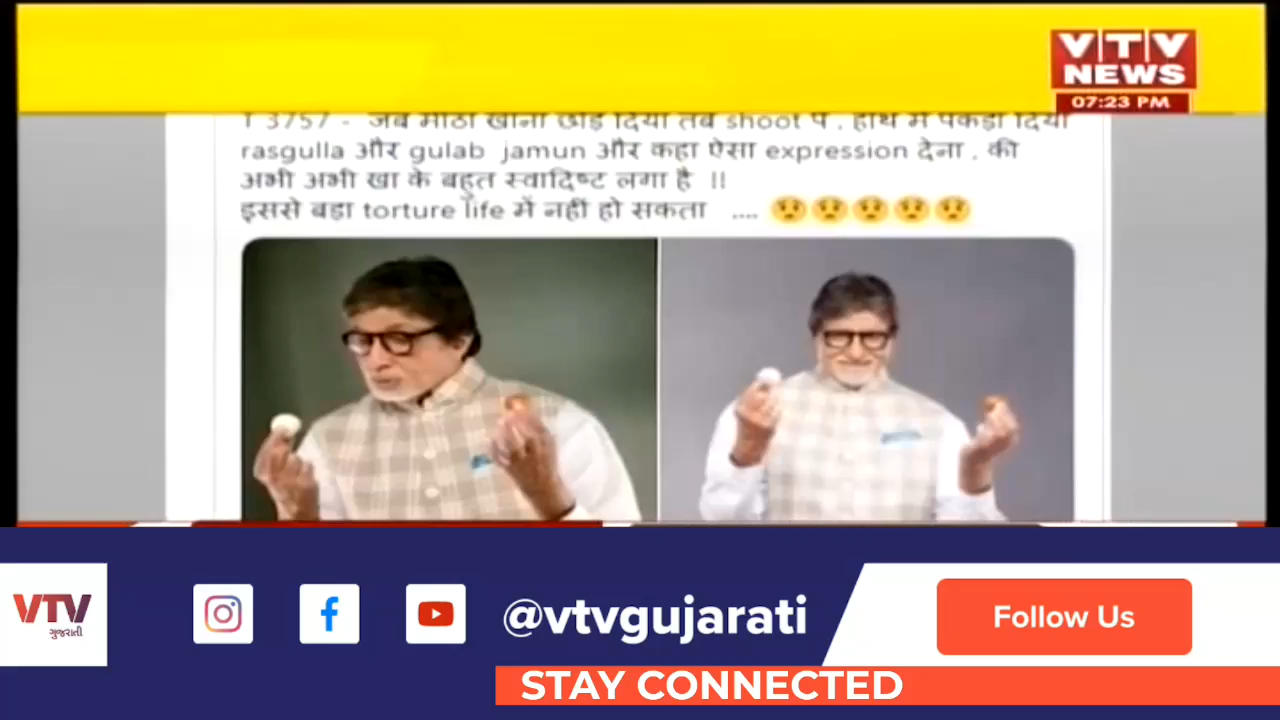 VTV
NEWS
07:23 PM
T 3757 - जब मीठा खाना छोड़ दिया तब shoot पे , हाथ में पकड़ा दिया
rasgulla और gulab jamun और कहा ऐसा expression देना , की
अभी अभी खा के बहुत स्वादिष्ट लगा है !!
इससे बड़ा torture life में नहीं हो सकता .... 😟😟😟😟😟
VTV
ગુજરાતી
@vtvgujarati
Follow Us
STAY CONNECTED